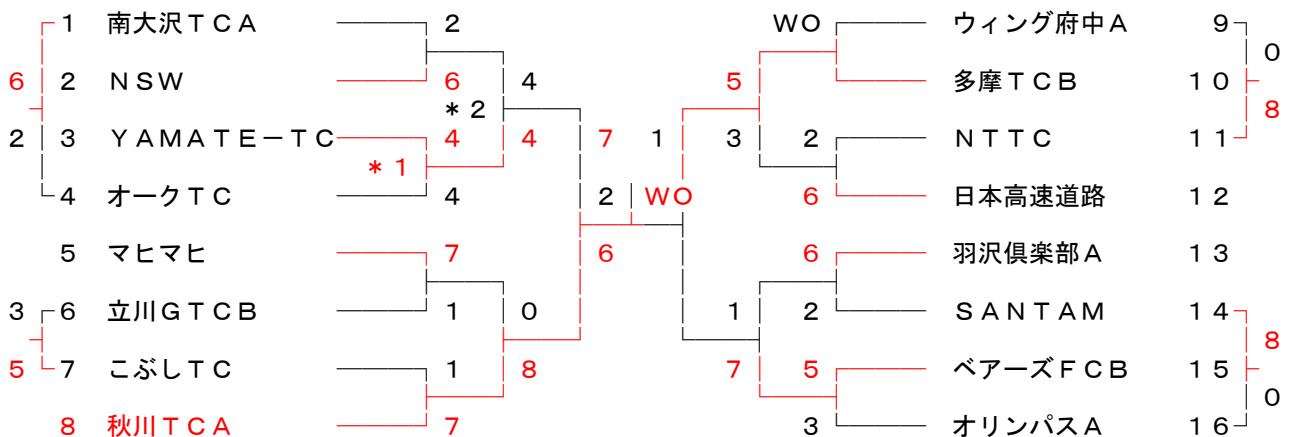 1 南大沢ＴＣＡ 2 ＷＯ ウィング府中Ａ 9
0
6 2 ＮＳＷ 6 4 5 多摩ＴＣＢ 10
＊2 8
2 3 ＹＡＭＡＴＥ－ＴＣ 4 4 7 1 3 2 ＮＴＴＣ 11
＊1
4 オークＴＣ 4 2 ＷＯ 6 日本高速道路 12
5 マヒマヒ 7 6 6 羽沢倶楽部Ａ 13
3 6 立川ＧＴＣＢ 1 0 1 2 ＳＡＮＴＡＭ 14
8
5 7 こぶしＴＣ 1 8 7 5 ベアーズＦＣＢ 15
0
8 秋川ＴＣＡ 7 3 オリンパスＡ 16